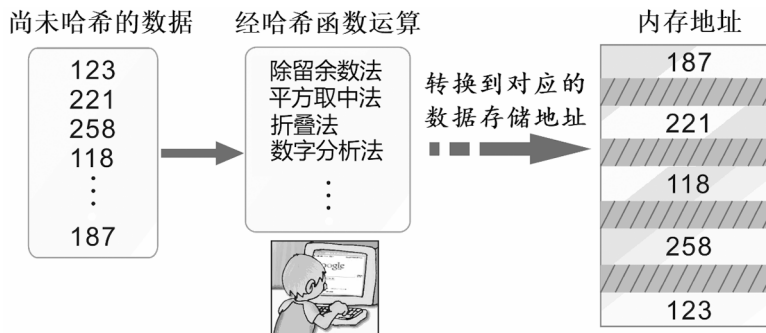 尚未哈希的数据
123
221
258
118
187
经哈希函数运算
除留余数法
平方取中法
折叠法
数字分析法
oogle
转换到对应的
数据存储地址
内存地址
187
221
118
258
123